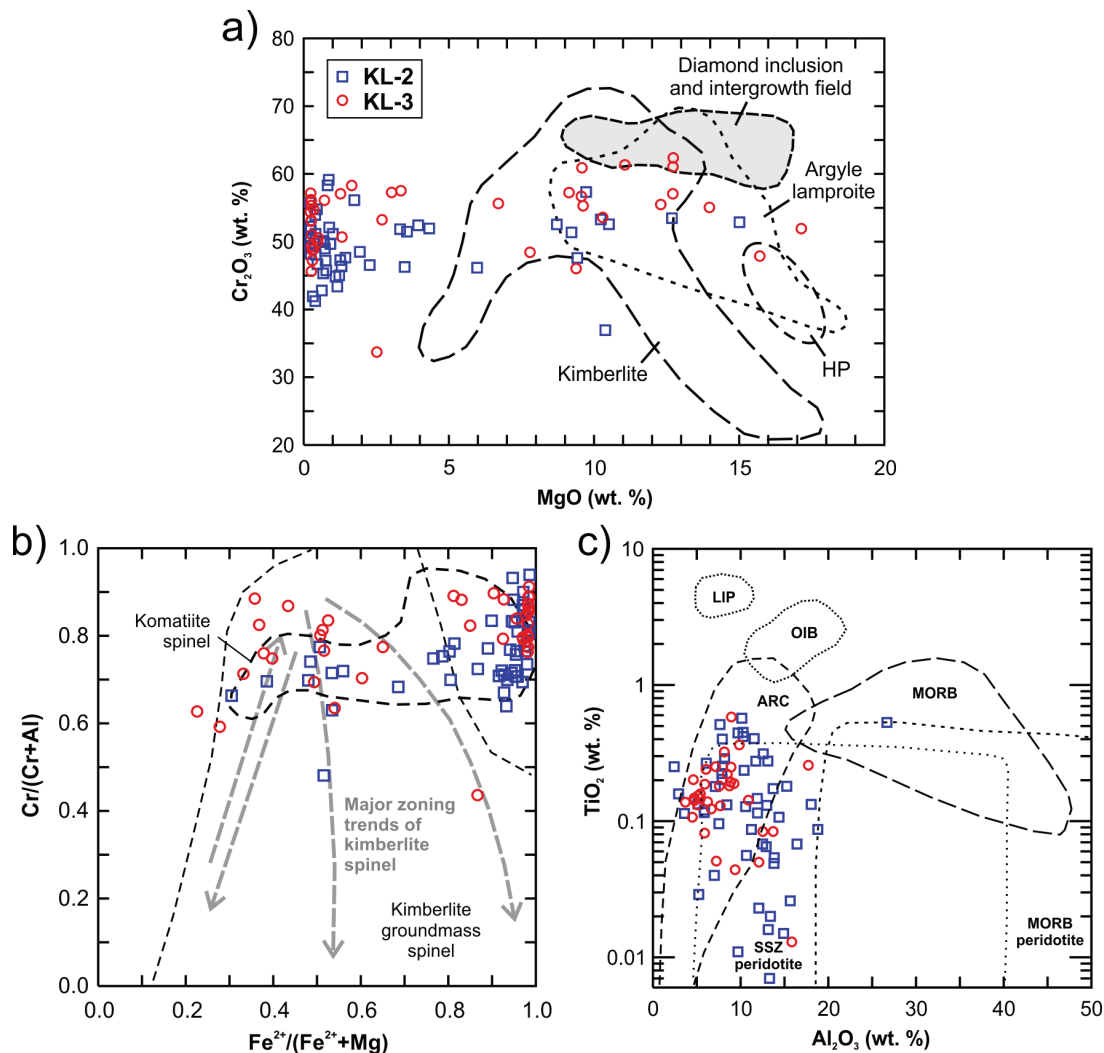 a)
80
70
60
50
40
30
20
Cr₂O₃ (wt. %)
KL-2
KL-3
Diamond inclusion
and intergrowth field
Argyle
lamproite
Kimberlite
HP
0
5
10
15
20
MgO (wt. %)
b)
1.0
0.8
0.6
0.4
0.2
0.0
Cr/(Cr+Al)
Komatiite
spinel
Major zoning
trends of
kimberlite
spinel
Kimberlite
groundmass
spinel
0.0
0.2
0.4
0.6
0.8
1.0
Fe²⁺/(Fe²⁺+Mg)
c)
10
1
0.1
0.01
TiO₂ (wt. %)
LIP
OIB
ARC
MORB
SSZ
peridotite
MORB
peridotite
0
10
20
30
40
50
Al₂O₃ (wt. %)